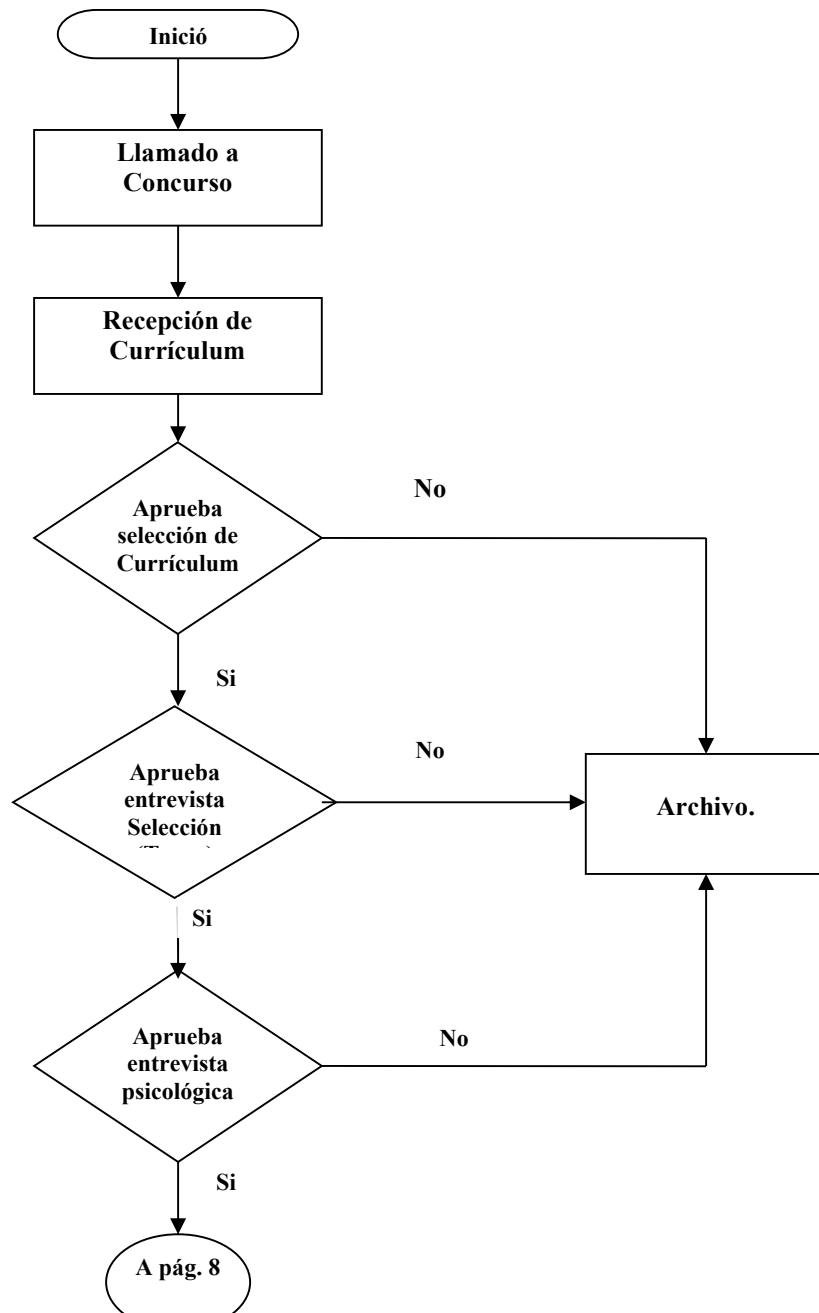 Inició
Llamado a
Concurso
Recepción de
Currículum
Aprueba
selección de
Currículum
No
Si
Aprueba
entrevista
Selección
No
Archivo.
Si
Aprueba
entrevista
psicológica
No
Si
A pág. 8